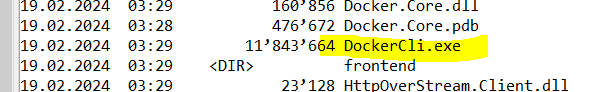 19.02.2024 03:29 160’856 Docker.Core.dll
19.02.2024 03:28 476’672 Docker.Core.pdb
19.02.2024 03:29 11’843’664 DockerCli.exe
19.02.2024 03:29 <DIR> frontend
19.02.2024 03:29 23’128 HttpOverStream.Client.dll